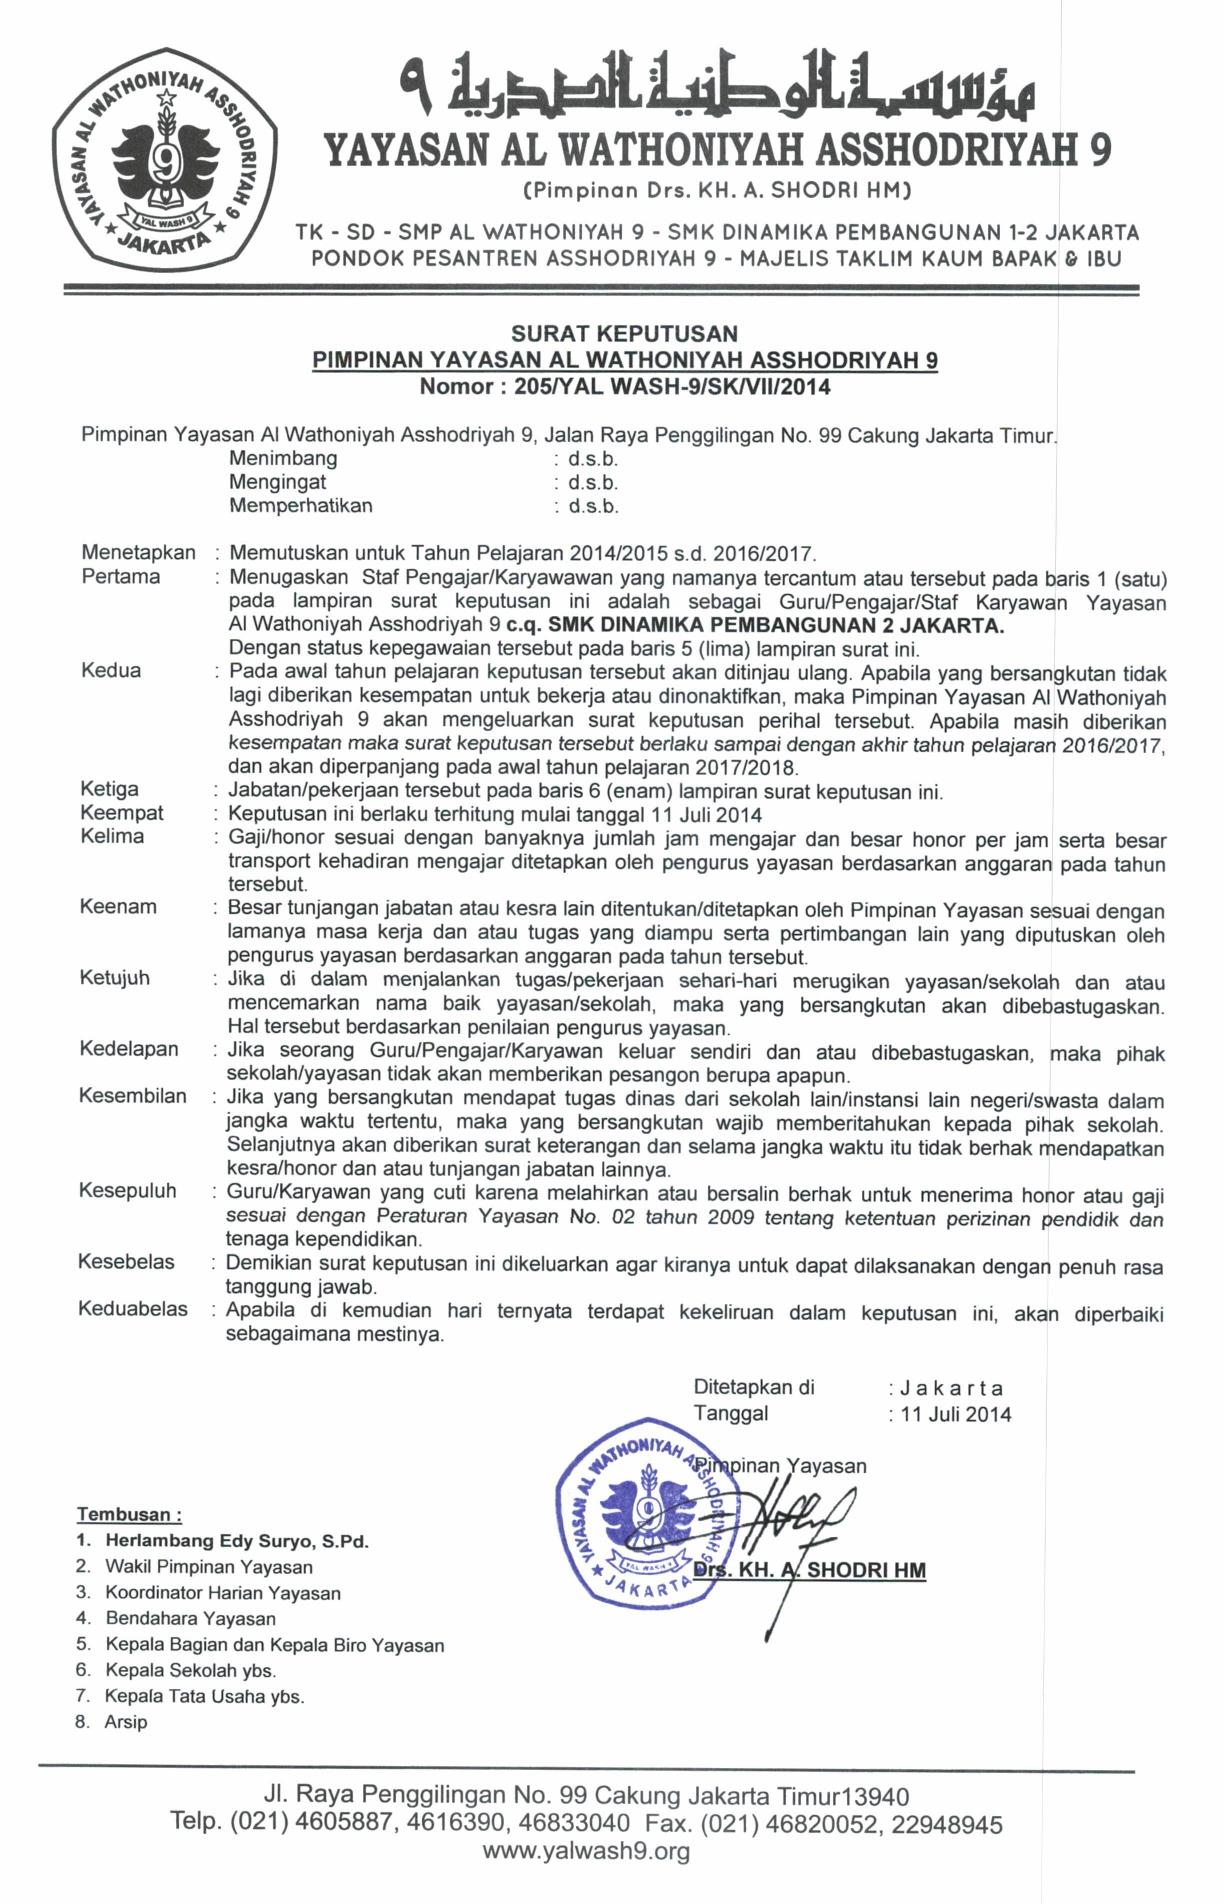 YAYASAN AL WATHONIYAH ASSHODRIYAH 9
9
YAL WASH 9
JAKARTA
مؤسسة الوطنية الصدرية ٩
YAYASAN AL WATHONIYAH ASSHODRIYAH 9
(Pimpinan Drs. KH. A. SHODRI HM)
TK - SD - SMP AL WATHONIYAH 9 - SMK DINAMIKA PEMBANGUNAN 1-2 JAKARTA
PONDOK PESANTREN ASSHODRIYAH 9 - MAJELIS TAKLIM KAUM BAPAK & IBU
SURAT KEPUTUSAN
PIMPINAN YAYASAN AL WATHONIYAH ASSHODRIYAH 9
Nomor : 205/YAL WASH-9/SK/VII/2014
Pimpinan Yayasan Al Wathoniyah Asshodriyah 9, Jalan Raya Penggilingan No. 99 Cakung Jakarta Timur.
Menimbang : d.s.b.
Mengingat : d.s.b.
Memperhatikan : d.s.b.
Menetapkan : Memutuskan untuk Tahun Pelajaran 2014/2015 s.d. 2016/2017.
Pertama : Menugaskan Staf Pengajar/Karyawawan yang namanya tercantum atau tersebut pada baris 1 (satu)
pada lampiran surat keputusan ini adalah sebagai Guru/Pengajar/Staf Karyawan Yayasan
Al Wathoniyah Asshodriyah 9 c.q. SMK DINAMIKA PEMBANGUNAN 2 JAKARTA.
Dengan status kepegawaian tersebut pada baris 5 (lima) lampiran surat ini.
Kedua : Pada awal tahun pelajaran keputusan tersebut akan ditinjau ulang. Apabila yang bersangkutan tidak
lagi diberikan kesempatan untuk bekerja atau dinonaktifkan, maka Pimpinan Yayasan Al Wathoniyah
Asshodriyah 9 akan mengeluarkan surat keputusan perihal tersebut. Apabila masih diberikan
kesempatan maka surat keputusan tersebut berlaku sampai dengan akhir tahun pelajaran 2016/2017,
dan akan diperpanjang pada awal tahun pelajaran 2017/2018.
Ketiga : Jabatan/pekerjaan tersebut pada baris 6 (enam) lampiran surat keputusan ini.
Keempat : Keputusan ini berlaku terhitung mulai tanggal 11 Juli 2014
Kelima : Gaji/honor sesuai dengan banyaknya jumlah jam mengajar dan besar honor per jam serta besar
transport kehadiran mengajar ditetapkan oleh pengurus yayasan berdasarkan anggaran pada tahun
tersebut.
Keenam : Besar tunjangan jabatan atau kesra lain ditentukan/ditetapkan oleh Pimpinan Yayasan sesuai dengan
lamanya masa kerja dan atau tugas yang diampu serta pertimbangan lain yang diputuskan oleh
pengurus yayasan berdasarkan anggaran pada tahun tersebut.
Ketujuh : Jika di dalam menjalankan tugas/pekerjaan sehari-hari merugikan yayasan/sekolah dan atau
mencemarkan nama baik yayasan/sekolah, maka yang bersangkutan akan dibebastugaskan.
Hal tersebut berdasarkan penilaian pengurus yayasan.
Kedelapan : Jika seorang Guru/Pengajar/Karyawan keluar sendiri dan atau dibebastugaskan, maka pihak
sekolah/yayasan tidak akan memberikan pesangon berupa apapun.
Kesembilan : Jika yang bersangkutan mendapat tugas dinas dari sekolah lain/instansi lain negeri/swasta dalam
jangka waktu tertentu, maka yang bersangkutan wajib memberitahukan kepada pihak sekolah.
Selanjutnya akan diberikan surat keterangan dan selama jangka waktu itu tidak berhak mendapatkan
kesra/honor dan atau tunjangan jabatan lainnya.
Kesepuluh : Guru/Karyawan yang cuti karena melahirkan atau bersalin berhak untuk menerima honor atau gaji
sesuai dengan Peraturan Yayasan No. 02 tahun 2009 tentang ketentuan perizinan pendidik dan
tenaga kependidikan.
Kesebelas : Demikian surat keputusan ini dikeluarkan agar kiranya untuk dapat dilaksanakan dengan penuh rasa
tanggung jawab.
Keduabelas : Apabila di kemudian hari ternyata terdapat kekeliruan dalam keputusan ini, akan diperbaiki
sebagaimana mestinya.
Ditetapkan di : J a k a r t a
Tanggal : 11 Juli 2014
Pimpinan Yayasan
YAYASAN AL WATHONIYAH ASSHODRIYAH 9
9
YAL WASH 9
JAKARTA
Drs. KH. A. SHODRI HM
Tembusan :
1. Herlambang Edy Suryo, S.Pd.
2. Wakil Pimpinan Yayasan
3. Koordinator Harian Yayasan
4. Bendahara Yayasan
5. Kepala Bagian dan Kepala Biro Yayasan
6. Kepala Sekolah ybs.
7. Kepala Tata Usaha ybs.
8. Arsip
Jl. Raya Penggilingan No. 99 Cakung Jakarta Timur13940
Telp. (021) 4605887, 4616390, 46833040 Fax. (021) 46820052, 22948945
www.yalwash9.org